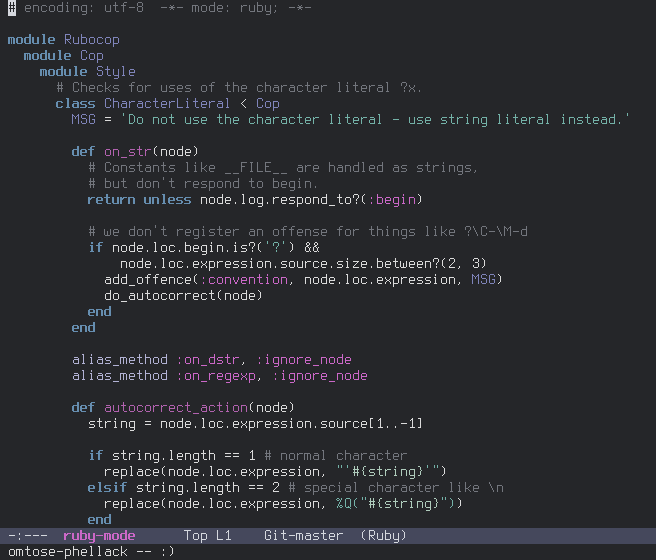 # encoding: utf-8  -*- mode: ruby; -*-

module Rubocop
  module Cop
    module Style
      # Checks for uses of the character literal ?x.
      class CharacterLiteral < Cop
        MSG = 'Do not use the character literal - use string literal instead.'

        def on_str(node)
          # Constants like __FILE__ are handled as strings,
          # but don't respond to begin.
          return unless node.log.respond_to?(:begin)

          # we don't register an offense for things like ?\C-\M-d
          if node.loc.begin.is?('?') &&
              node.loc.expression.source.size.between?(2, 3)
            add_offence(:convention, node.loc.expression, MSG)
            do_autocorrect(node)
          end
        end

        alias_method :on_dstr, :ignore_node
        alias_method :on_regexp, :ignore_node

        def autocorrect_action(node)
          string = node.loc.expression.source[1..-1]

          if string.length == 1 # normal character
            replace(node.loc.expression, "'#{string}'")
          elsif string.length == 2 # special character like \n
            replace(node.loc.expression, %Q("#{string}"))
          end
-:---  ruby-mode      Top L1    Git-master  (Ruby)
omtose-phellack -- :)